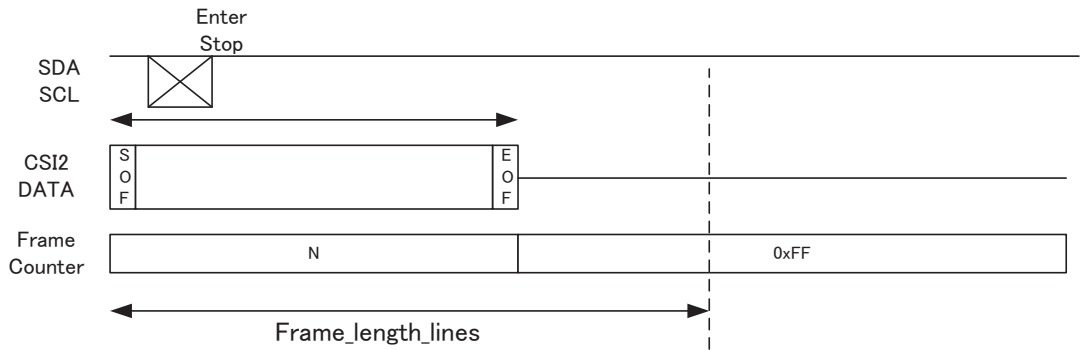 Enter
Stop
SDA
SCL
CSI2
DATA
S
O
F
E
O
F
Frame
Counter
N
0xFF
Frame_length_lines